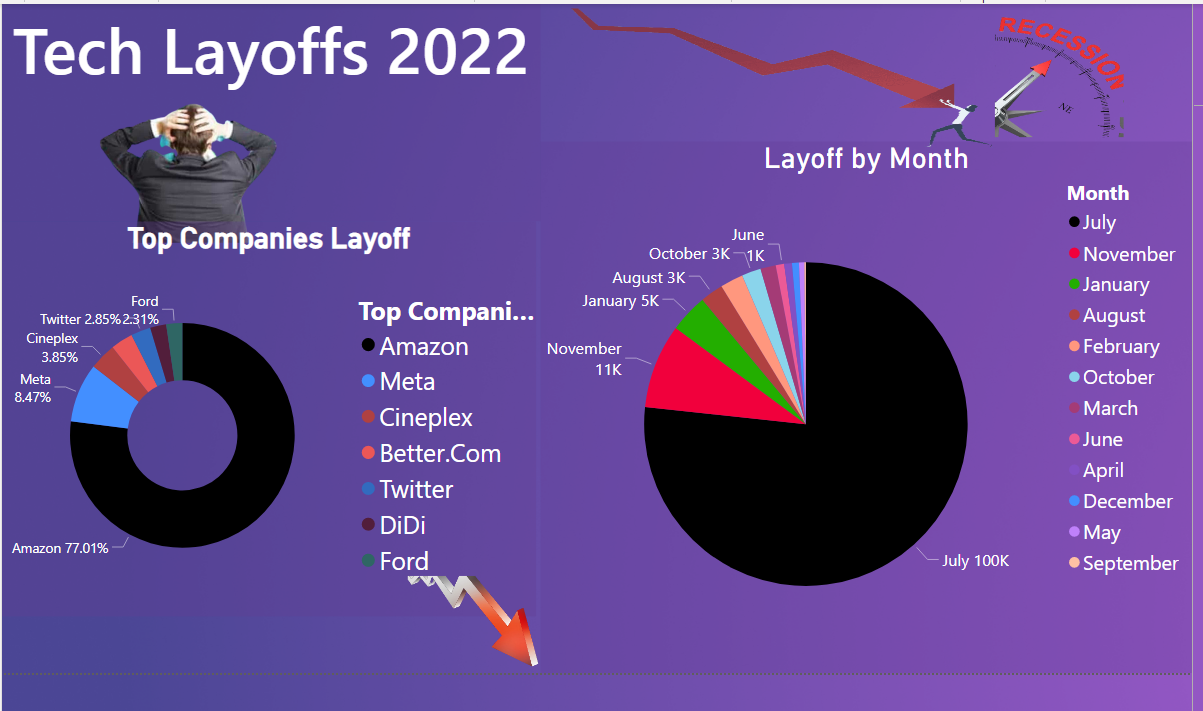 Tech Layoffs 2022
RECESSION
NE
Layoff by Month
Top Companies Layoff
Ford
2.31%
Twitter 2.85%
Cineplex
3.85%
Meta
8.47%
Amazon 77.01%
Top Compani...
Amazon
Meta
Cineplex
Better.Com
Twitter
DiDi
Ford
June
1K
October 3K
August 3K
January 5K
November
11K
July 100K
Month
July
November
January
August
February
October
March
June
April
December
May
September